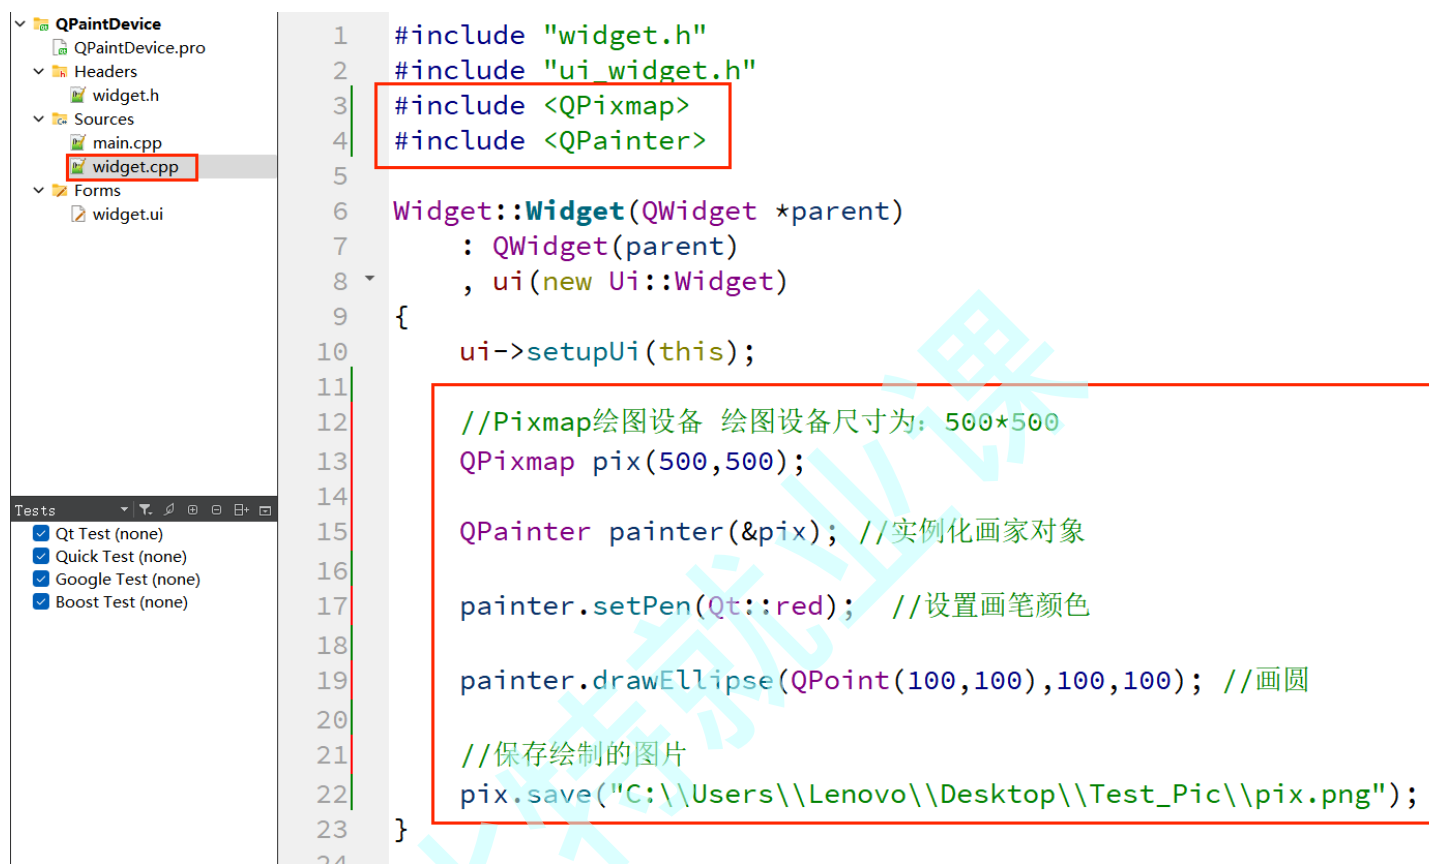 QPaintDevice
QPaintDevice.pro
Headers
widget.h
Sources
main.cpp
widget.cpp
Forms
widget.ui
Tests
Qt Test (none)
Quick Test (none)
Google Test (none)
Boost Test (none)
1 #include "widget.h"
2 #include "ui_widget.h"
3 #include <QPixmap>
4 #include <QPainter>
5
6 Widget::Widget(QWidget *parent)
7 : QWidget(parent)
8 , ui(new Ui::Widget)
9 {
10 ui->setupUi(this);
11
12 //Pixmap绘图设备 绘图设备尺寸为：500*500
13 QPixmap pix(500,500);
14
15 QPainter painter(&pix); //实例化画家对象
16
17 painter.setPen(Qt::red); //设置画笔颜色
18
19 painter.drawEllipse(QPoint(100,100),100,100); //画圆
20
21 //保存绘制的图片
22 pix.save("C:\\Users\\Lenovo\\Desktop\\Test_Pic\\pix.png");
23 }
24
特就业课